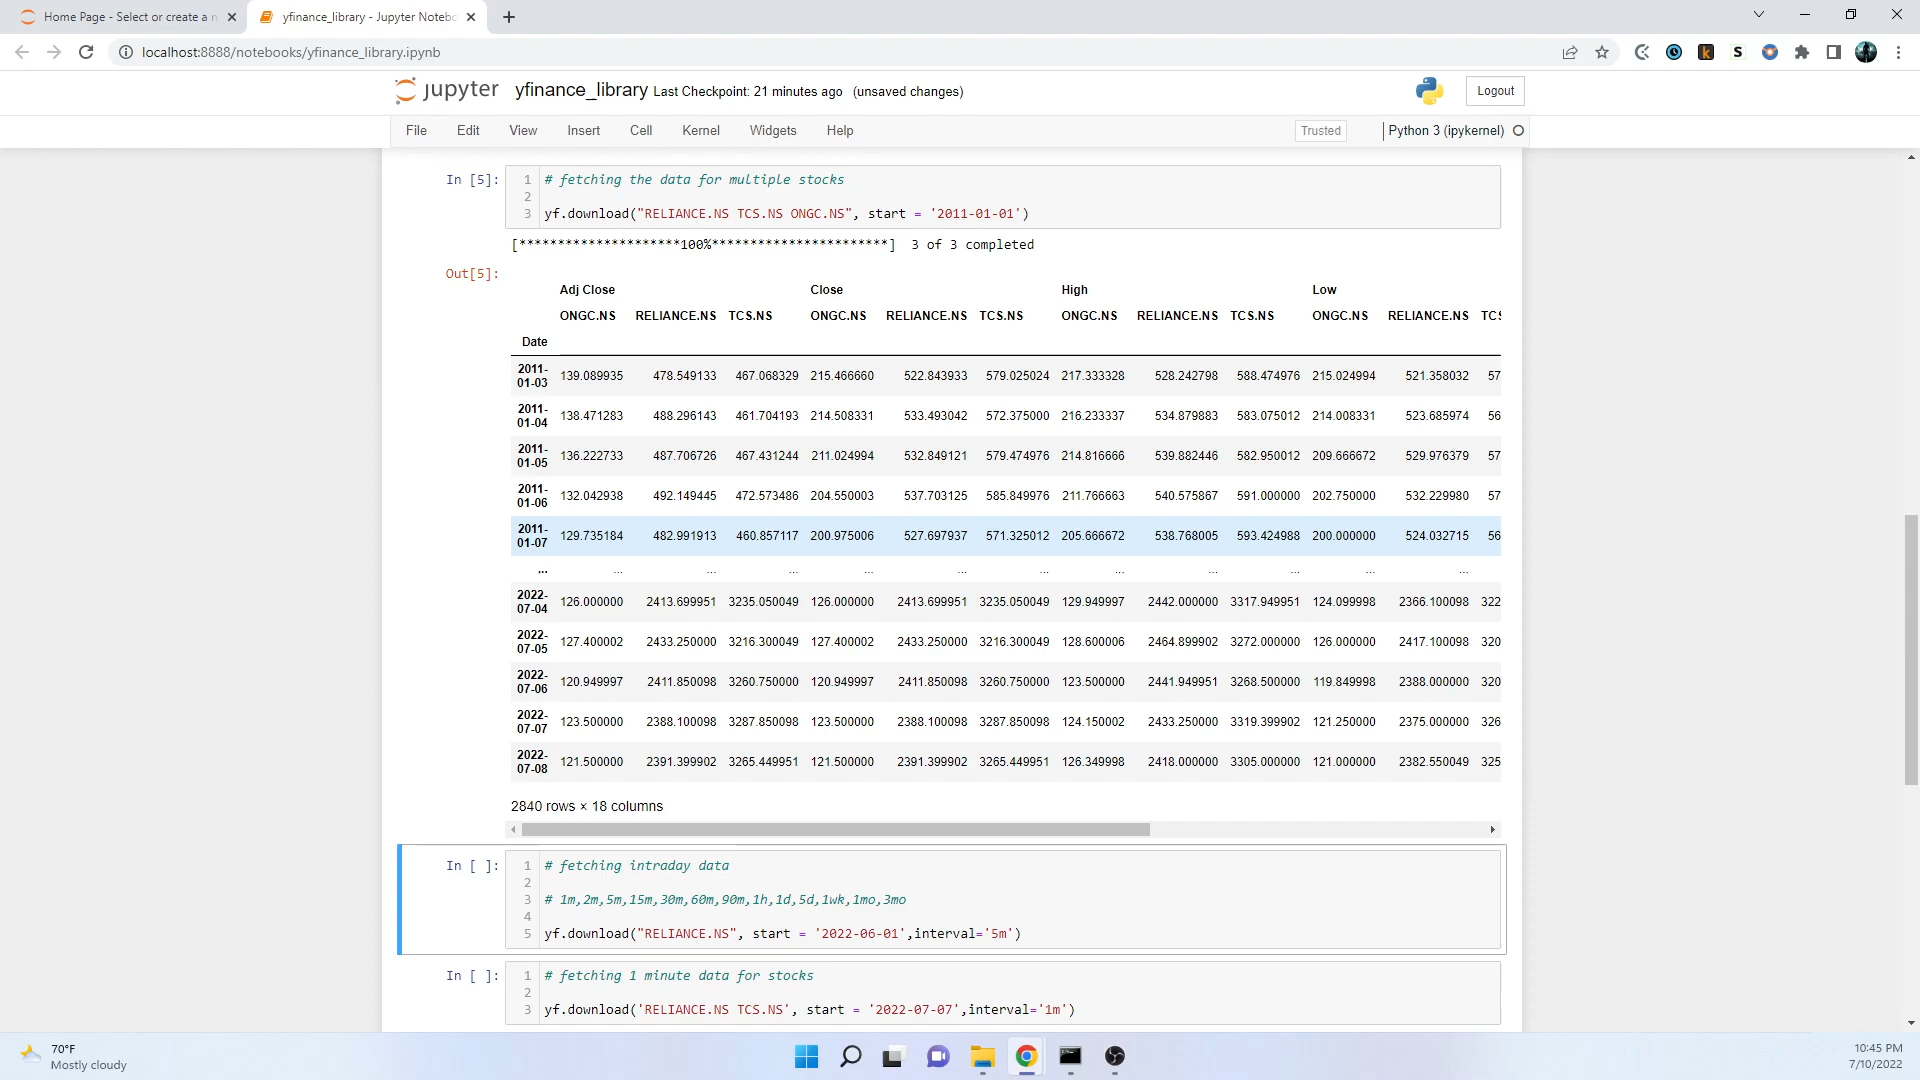 Home Page - Select or create a n
yfinance_library - Jupyter Notebo
localhost:8888/notebooks/yfinance_library.ipynb
jupyter yfinance_library Last Checkpoint: 21 minutes ago (unsaved changes)
Logout
File Edit View Insert Cell Kernel Widgets Help Trusted Python 3 (ipykernel)
In [5]: 1 # fetching the data for multiple stocks
2
3 yf.download("RELIANCE.NS TCS.NS ONGC.NS", start = '2011-01-01')
[*********************100%***********************] 3 of 3 completed
Out[5]:
Adj Close Close High Low
ONGC.NS RELIANCE.NS TCS.NS ONGC.NS RELIANCE.NS TCS.NS ONGC.NS RELIANCE.NS TCS.NS ONGC.NS RELIANCE.NS TCS
Date
2011-
01-03 139.089935 478.549133 467.068329 215.466660 522.843933 579.025024 217.333328 528.242798 588.474976 215.024994 521.358032 57
2011-
01-04 138.471283 488.296143 461.704193 214.508331 533.493042 572.375000 216.233337 534.879883 583.075012 214.008331 523.685974 56
2011-
01-05 136.222733 487.706726 467.431244 211.024994 532.849121 579.474976 214.816666 539.882446 582.950012 209.666672 529.976379 57
2011-
01-06 132.042938 492.149445 472.573486 204.550003 537.703125 585.849976 211.766663 540.575867 591.000000 202.750000 532.229980 57
2011-
01-07 129.735184 482.991913 460.857117 200.975006 527.697937 571.325012 205.666672 538.768005 593.424988 200.000000 524.032715 56
... ... ... ... ... ... ... ... ... ... ... ...
2022-
07-04 126.000000 2413.699951 3235.050049 126.000000 2413.699951 3235.050049 129.949997 2442.000000 3317.949951 124.099998 2366.100098 322
2022-
07-05 127.400002 2433.250000 3216.300049 127.400002 2433.250000 3216.300049 128.600006 2464.899902 3272.000000 126.000000 2417.100098 320
2022-
07-06 120.949997 2411.850098 3260.750000 120.949997 2411.850098 3260.750000 123.500000 2441.949951 3268.500000 119.849998 2388.000000 320
2022-
07-07 123.500000 2388.100098 3287.850098 123.500000 2388.100098 3287.850098 124.150002 2433.250000 3319.399902 121.250000 2375.000000 326
2022-
07-08 121.500000 2391.399902 3265.449951 121.500000 2391.399902 3265.449951 126.349998 2418.000000 3305.000000 121.000000 2382.550049 325
2840 rows × 18 columns
In [ ]: 1 # fetching intraday data
2
3 # 1m,2m,5m,15m,30m,60m,90m,1h,1d,5d,1wk,1mo,3mo
4
5 yf.download("RELIANCE.NS", start = '2022-06-01',interval='5m')
In [ ]: 1 # fetching 1 minute data for stocks
2
3 yf.download('RELIANCE.NS TCS.NS', start = '2022-07-07',interval='1m')
70°F
Mostly cloudy
10:45 PM
7/10/2022